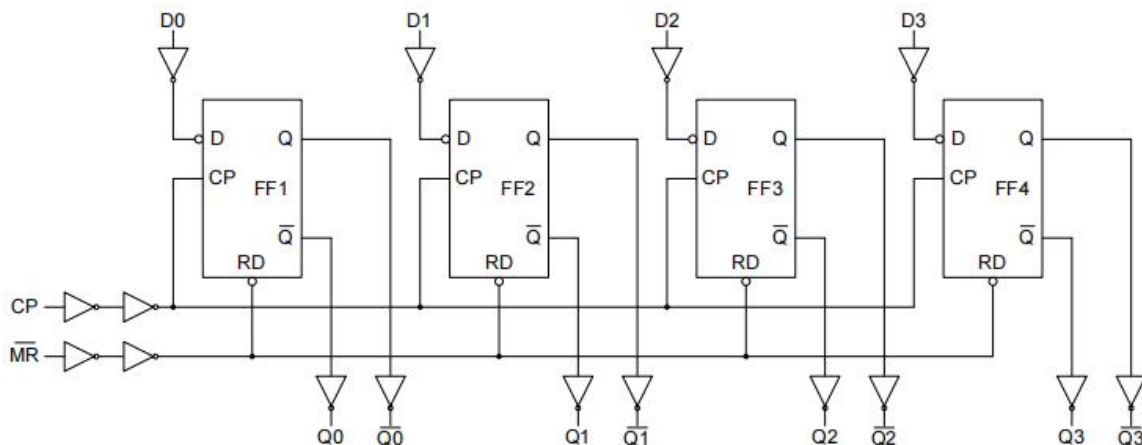 D0 D1 D2 D3
D Q D Q D Q D Q
CP FF1 CP FF2 CP FF3 CP FF4
Q̅ Q̅ Q̅ Q̅
RD RD RD RD
CP
M̅R̅
Q0 Q̅0̅ Q1 Q̅1̅ Q2 Q̅2̅ Q3 Q̅3̅